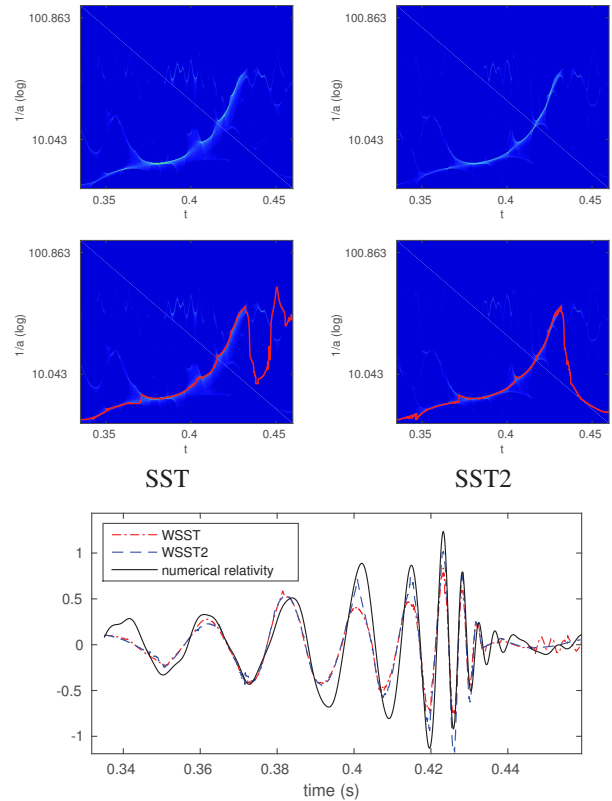 100.863
10.043
1/a (log)
0.35
0.4
0.45
t
100.863
10.043
1/a (log)
0.35
0.4
0.45
t
100.863
10.043
1/a (log)
0.35
0.4
0.45
t
100.863
10.043
1/a (log)
0.35
0.4
0.45
t
SST
SST2
WSST
WSST2
numerical relativity
1
0.5
0
-0.5
-1
0.34
0.36
0.38
0.4
0.42
0.44
time (s)